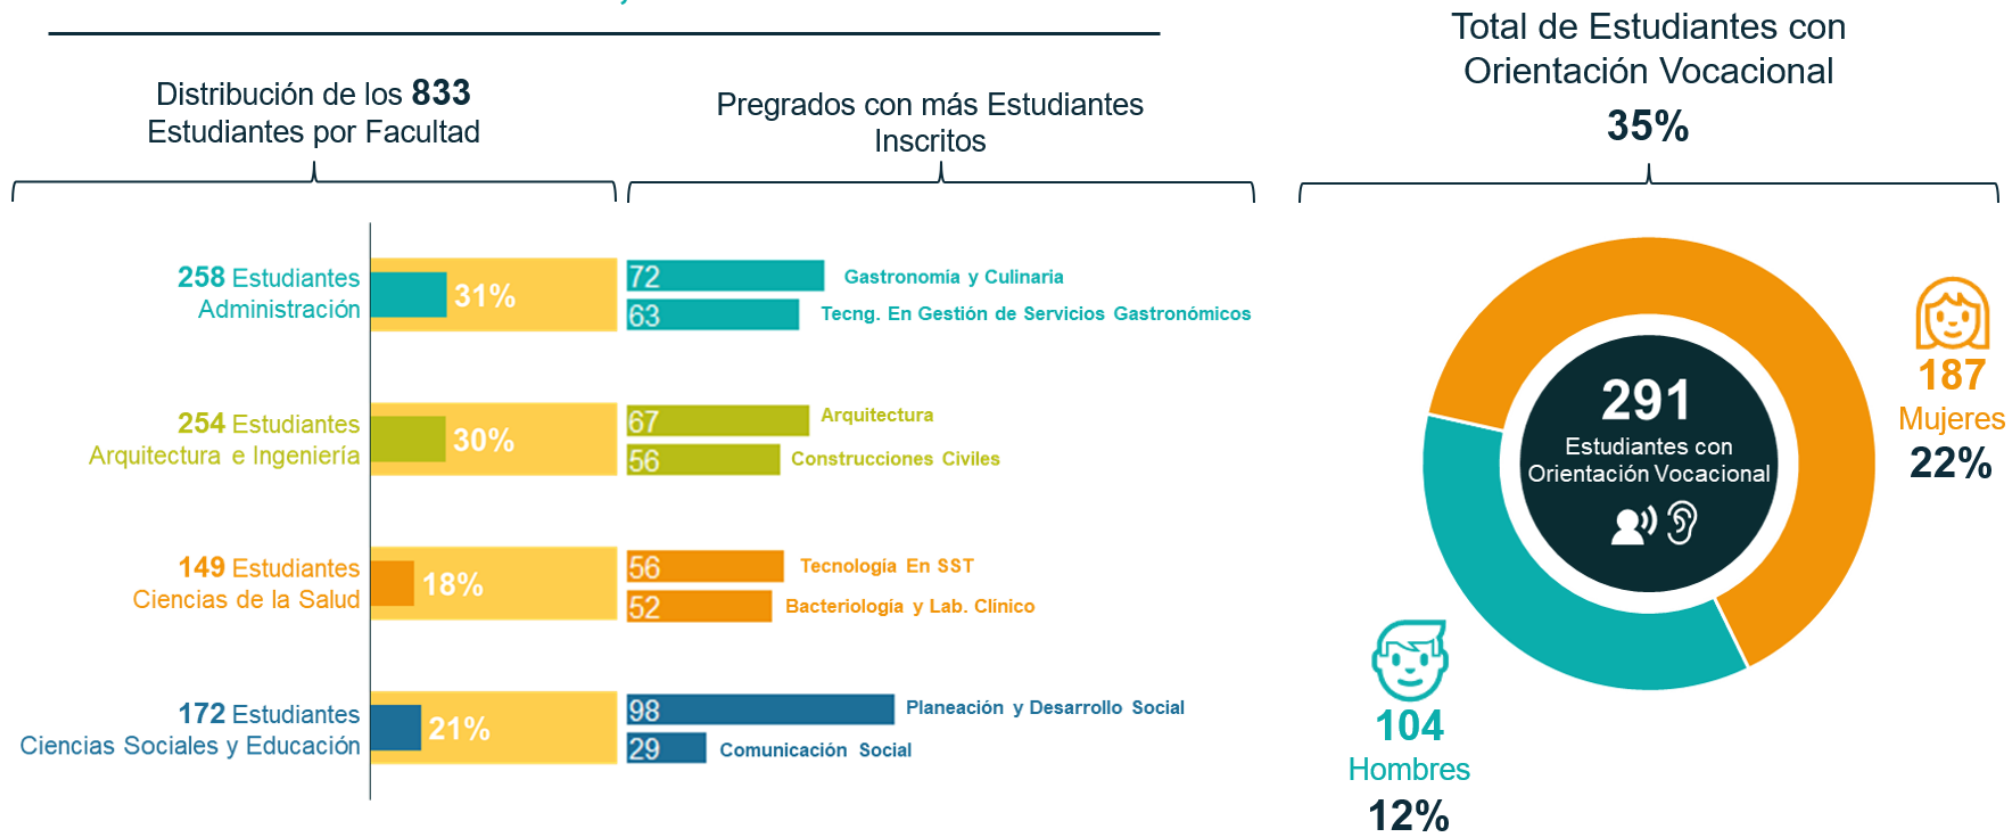 Distribución de los 833
Estudiantes por Facultad
Pregrados con más Estudiantes
Inscritos
Total de Estudiantes con
Orientación Vocacional
35%
258 Estudiantes
Administración
31%
72
Gastronomía y Culinaria
63
Tecng. En Gestión de Servicios Gastronómicos
254 Estudiantes
Arquitectura e Ingeniería
30%
67
Arquitectura
56
Construcciones Civiles
149 Estudiantes
Ciencias de la Salud
18%
56
Tecnología En SST
52
Bacteriología y Lab. Clínico
172 Estudiantes
Ciencias Sociales y Educación
21%
98
Planeación y Desarrollo Social
29
Comunicación Social
291
Estudiantes con
Orientación Vocacional
187
Mujeres
22%
104
Hombres
12%